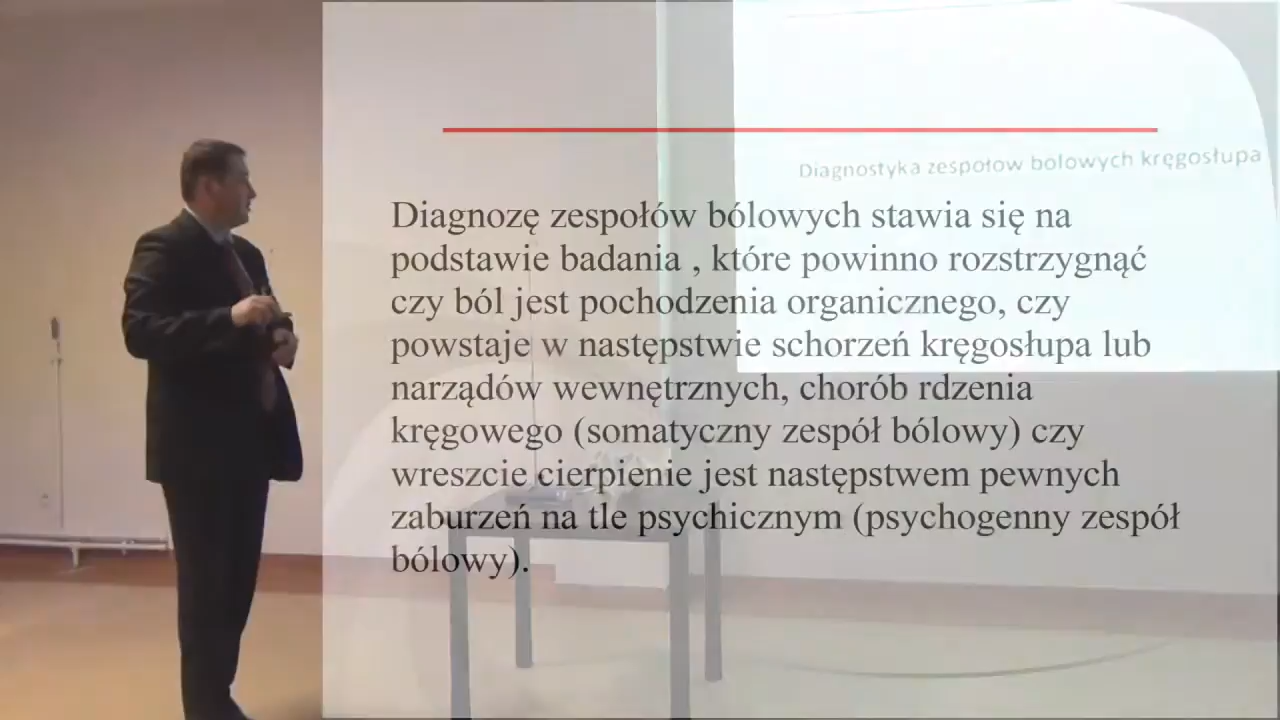 Diagnostyka zespołow bolowych kręgosłupa
Diagnozę zespołów bólowych stawia się na
podstawie badania , które powinno rozstrzygnąć
czy ból jest pochodzenia organicznego, czy
powstaje w następstwie schorzeń kręgosłupa lub
narządów wewnętrznych, chorób rdzenia
kręgowego (somatyczny zespół bólowy) czy
wreszcie cierpienie jest następstwem pewnych
zaburzeń na tle psychicznym (psychogenny zespół
bólowy).